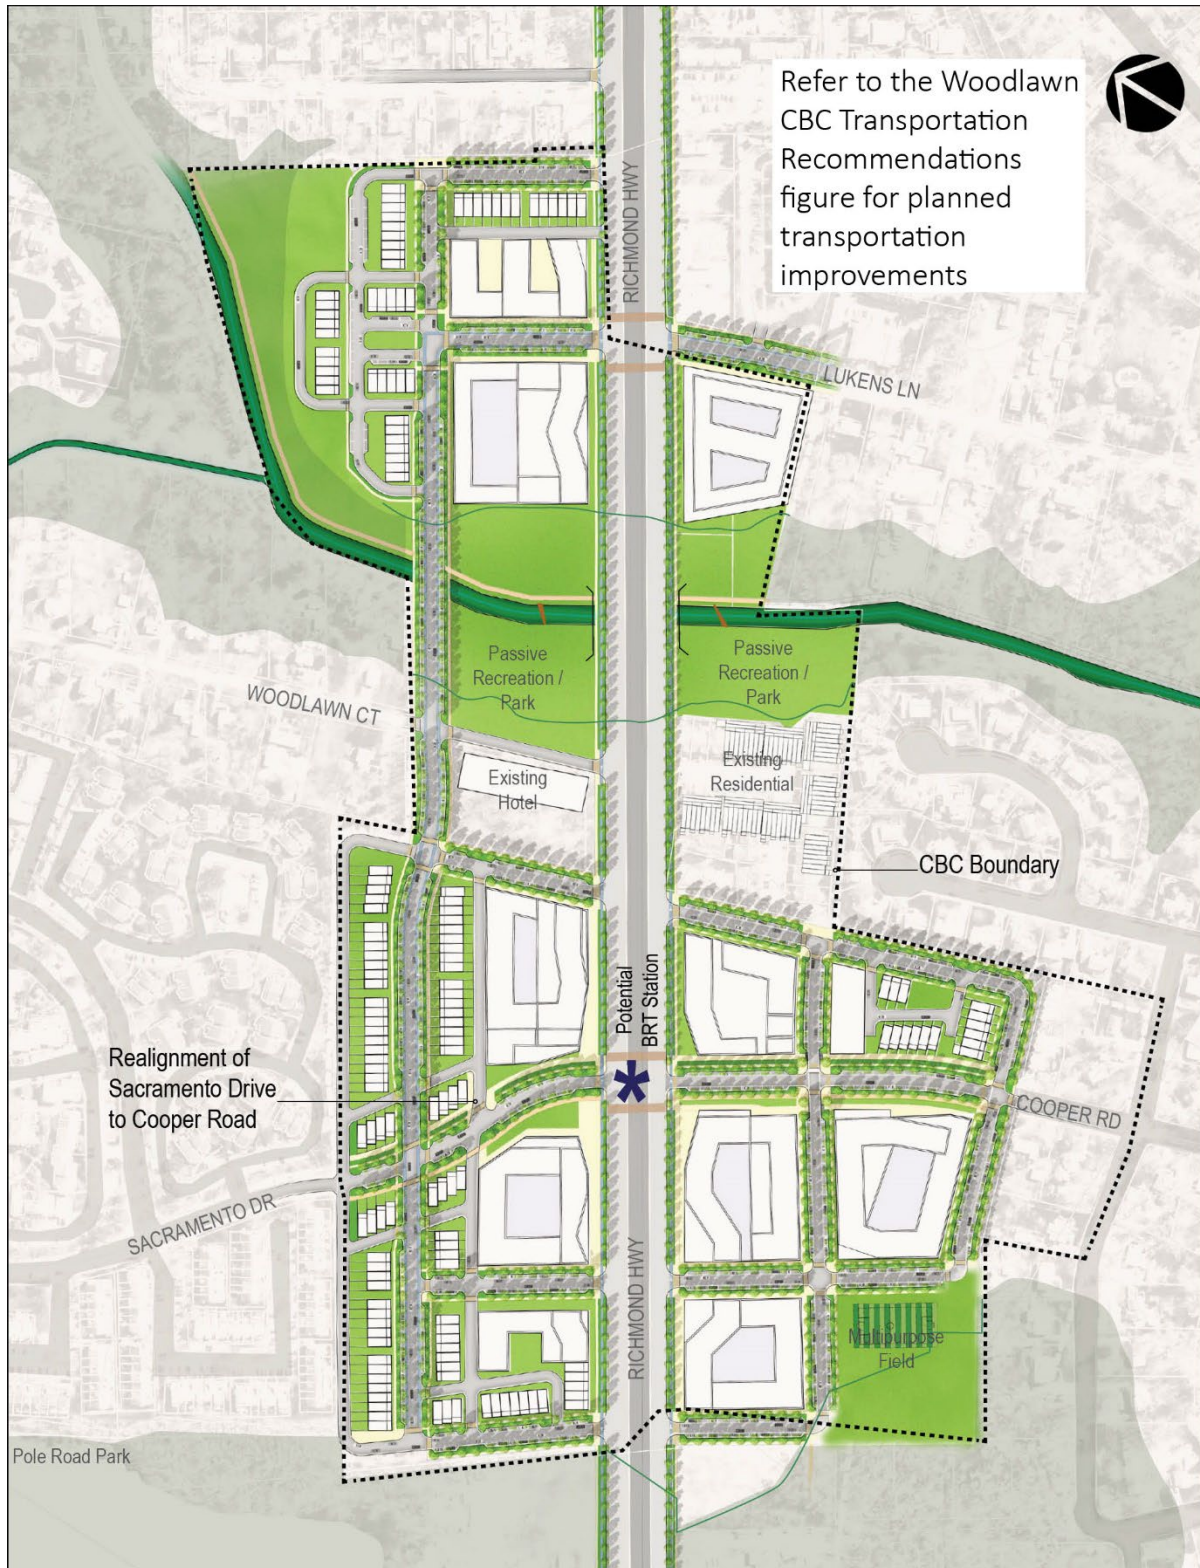 Refer to the Woodlawn
CBC Transportation
Recommendations
figure for planned
transportation
improvements
RICHMOND HWY
LUKENS LN
Passive
Recreation /
Park
Passive
Recreation /
Park
WOODLAWN CT
Existing
Hotel
Existing
Residential
CBC Boundary
Potential
BRT Station
Realignment of
Sacramento Drive
to Cooper Road
COOPER RD
SACRAMENTO DR
RICHMOND HWY
Multipurpose
Field
Pole Road Park